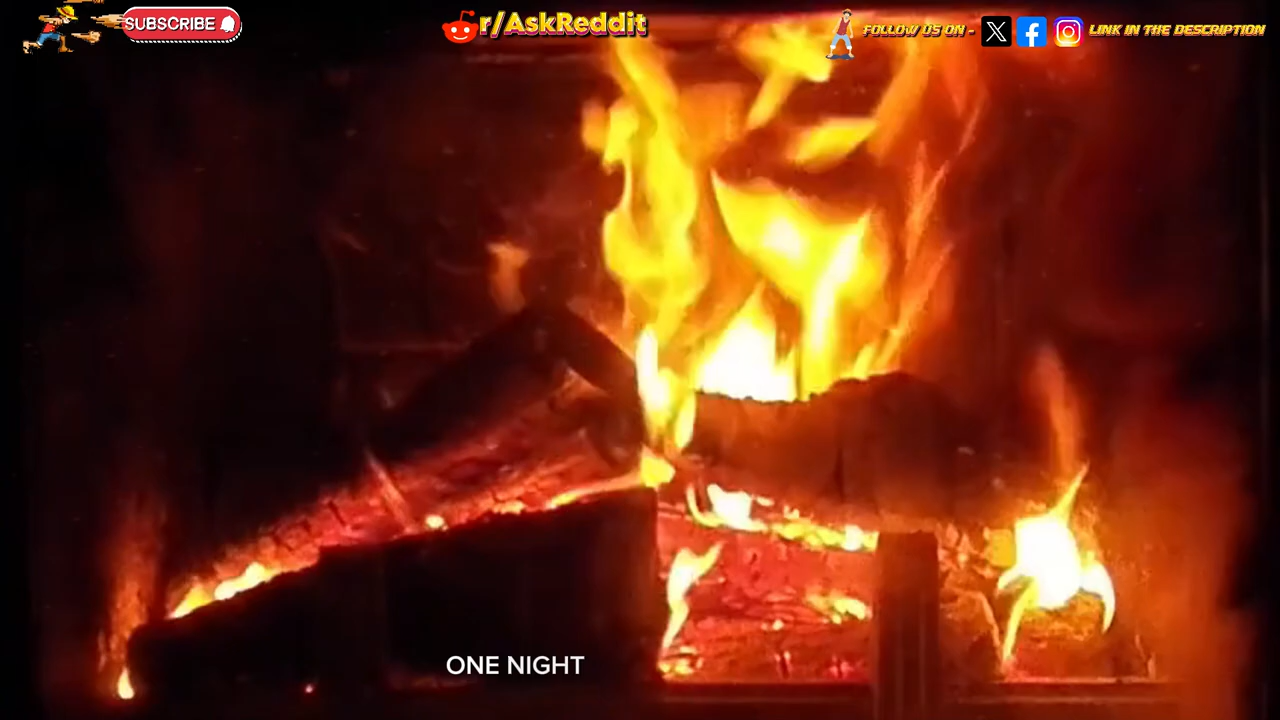 SUBSCRIBE
r/AskReddit
FOLLOW US ON -
LINK IN THE DESCRIPTION
ONE NIGHT